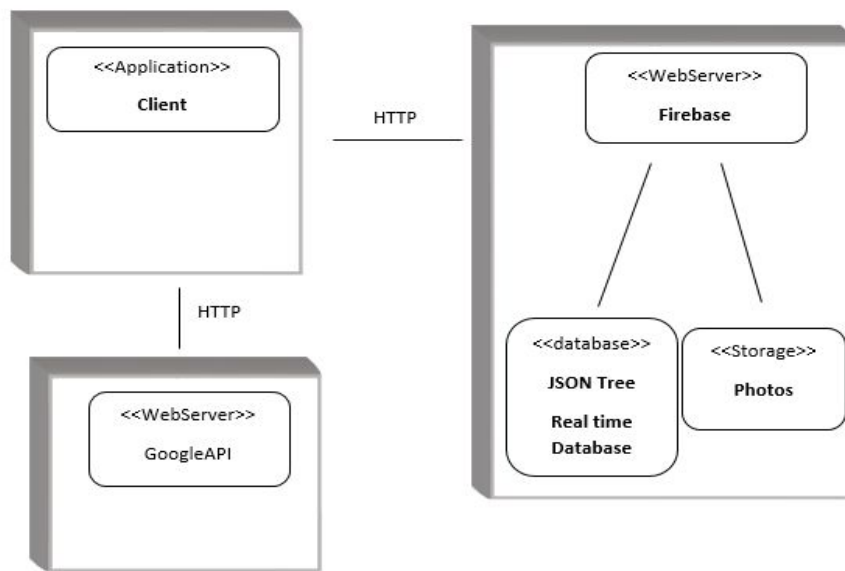 <<Application>>
Client
HTTP
<<WebServer>>
Firebase
<<database>>
JSON Tree
Real time
Database
<<Storage>>
Photos
HTTP
<<WebServer>>
GoogleAPI